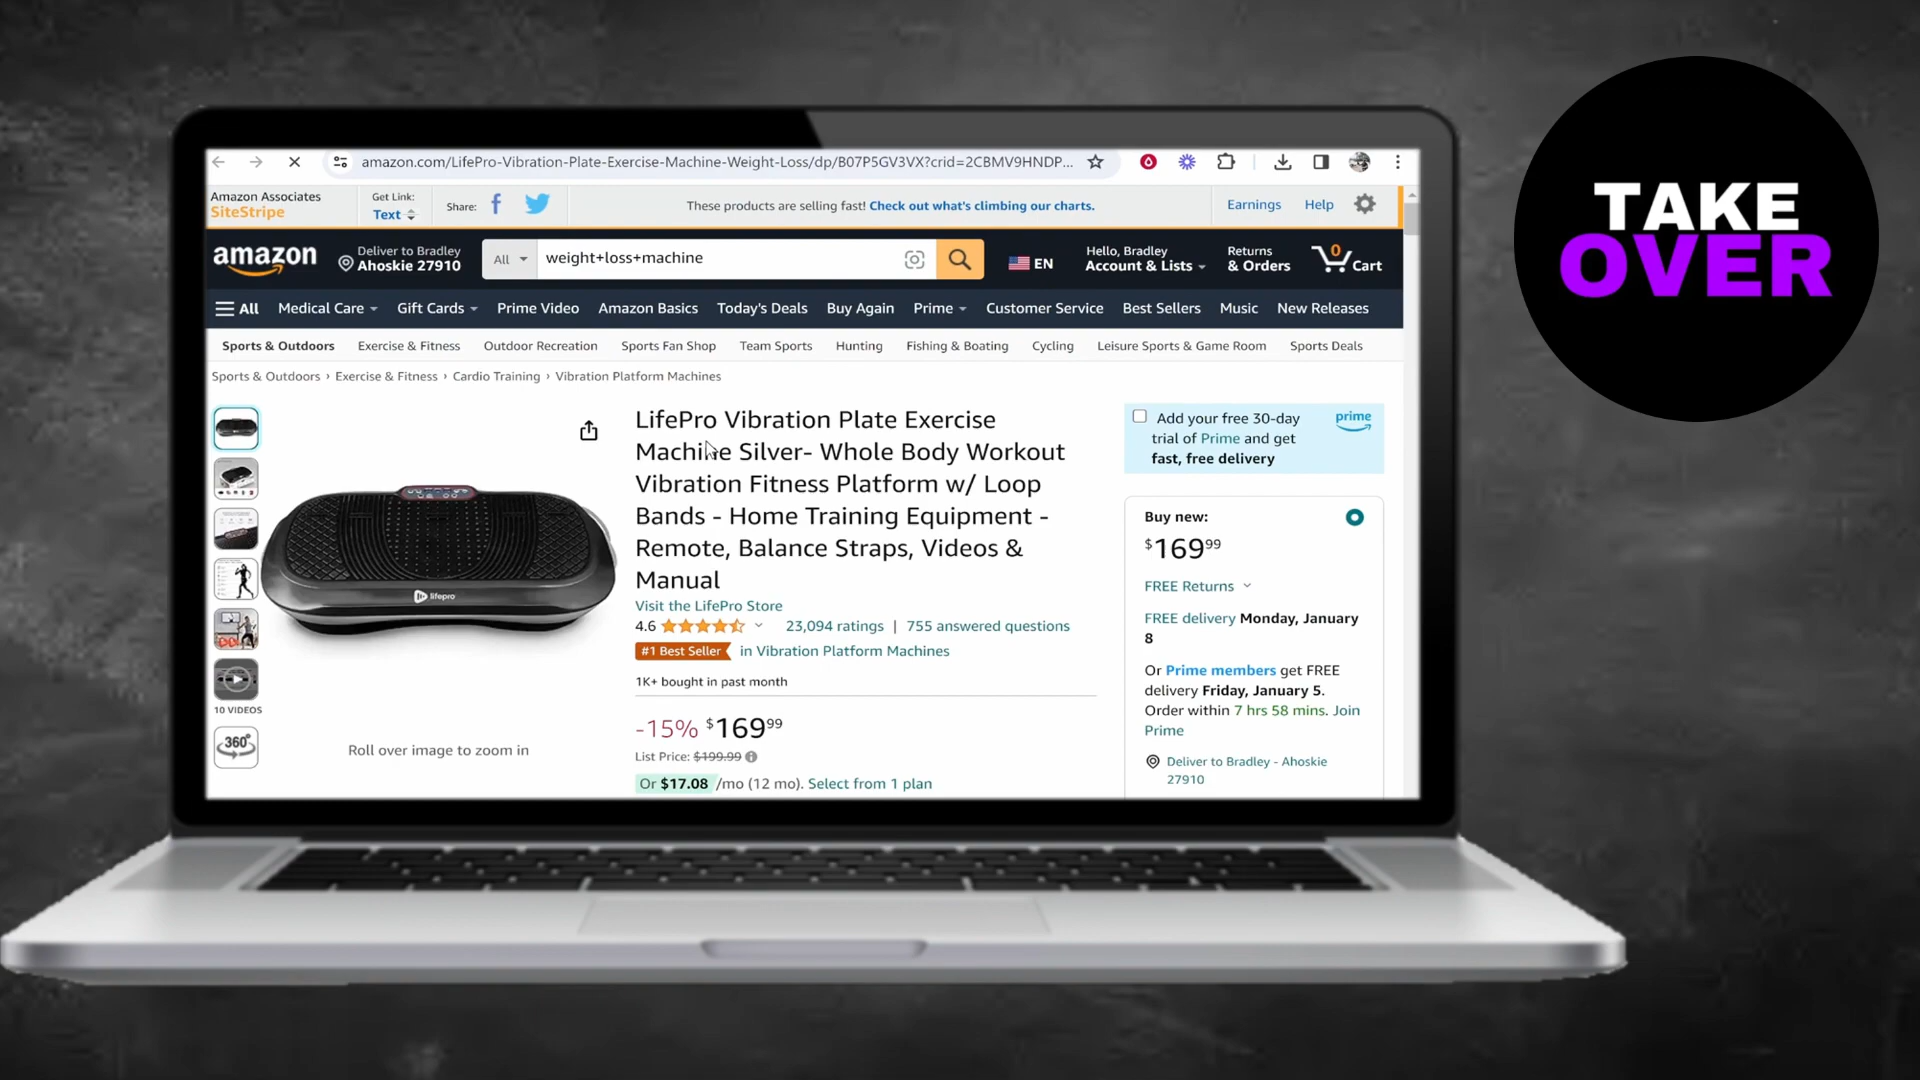 amazon.com/LifePro-Vibration-Plate-Exercise-Machine-Weight-Loss/dp/B07P5GV3VX?crid=2CBMV9HNDP...
Amazon Associates
SiteStripe
Get Link:
Text
Share:
These products are selling fast! Check out what's climbing our charts.
Earnings
Help
amazon
Deliver to Bradley
Ahoskie 27910
All
weight+loss+machine
EN
Hello, Bradley
Account & Lists
Returns
& Orders
0
Cart
All
Medical Care
Gift Cards
Prime Video
Amazon Basics
Today's Deals
Buy Again
Prime
Customer Service
Best Sellers
Music
New Releases
Sports & Outdoors
Exercise & Fitness
Outdoor Recreation
Sports Fan Shop
Team Sports
Hunting
Fishing & Boating
Cycling
Leisure Sports & Game Room
Sports Deals
Sports & Outdoors › Exercise & Fitness › Cardio Training › Vibration Platform Machines
10 VIDEOS
360°
lifepro
Roll over image to zoom in
LifePro Vibration Plate Exercise
Machine Silver- Whole Body Workout
Vibration Fitness Platform w/ Loop
Bands - Home Training Equipment -
Remote, Balance Straps, Videos &
Manual
Visit the LifePro Store
4.6
23,094 ratings | 755 answered questions
#1 Best Seller in Vibration Platform Machines
1K+ bought in past month
-15% $169.99
List Price: $199.99
Or $17.08 /mo (12 mo). Select from 1 plan
Add your free 30-day
trial of Prime and get
fast, free delivery
prime
Buy new:
$169.99
FREE Returns
FREE delivery Monday, January
8
Or Prime members get FREE
delivery Friday, January 5.
Order within 7 hrs 58 mins. Join
Prime
Deliver to Bradley - Ahoskie
27910
TAKE
OVER